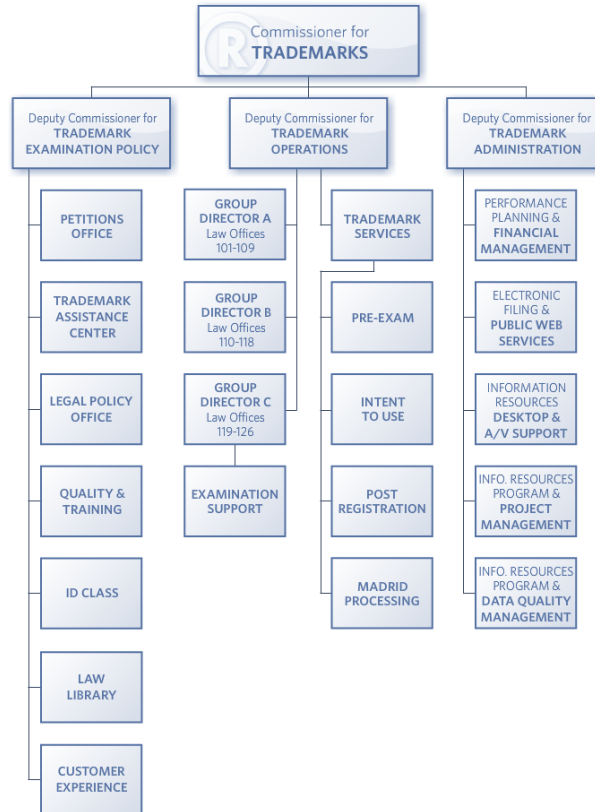 Commissioner for
TRADEMARKS
Deputy Commissioner for
TRADEMARK
EXAMINATION POLICY
Deputy Commissioner for
TRADEMARK
OPERATIONS
Deputy Commissioner for
TRADEMARK
ADMINISTRATION
PETITIONS
OFFICE
TRADEMARK
ASSISTANCE
CENTER
LEGAL POLICY
OFFICE
QUALITY &
TRAINING
ID CLASS
LAW
LIBRARY
CUSTOMER
EXPERIENCE
GROUP
DIRECTOR A
Law Offices
101-109
GROUP
DIRECTOR B
Law Offices
110-118
GROUP
DIRECTOR C
Law Offices
119-126
EXAMINATION
SUPPORT
TRADEMARK
SERVICES
PRE-EXAM
INTENT
TO USE
POST
REGISTRATION
MADRID
PROCESSING
PERFORMANCE
PLANNING &
FINANCIAL
MANAGEMENT
ELECTRONIC
FILING &
PUBLIC WEB
SERVICES
INFORMATION
RESOURCES
DESKTOP &
A/V SUPPORT
INFO. RESOURCES
PROGRAM &
PROJECT
MANAGEMENT
INFO. RESOURCES
PROGRAM &
DATA QUALITY
MANAGEMENT